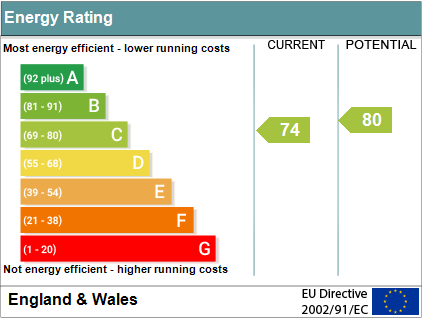 Energy Rating
Most energy efficient - lower running costs
CURRENT
POTENTIAL
(92 plus) A
(81 - 91) B
(69 - 80) C
(55 - 68) D
(39 - 54) E
(21 - 38) F
(1 - 20) G
74
80
Not energy efficient - higher running costs
England & Wales
EU Directive
2002/91/EC